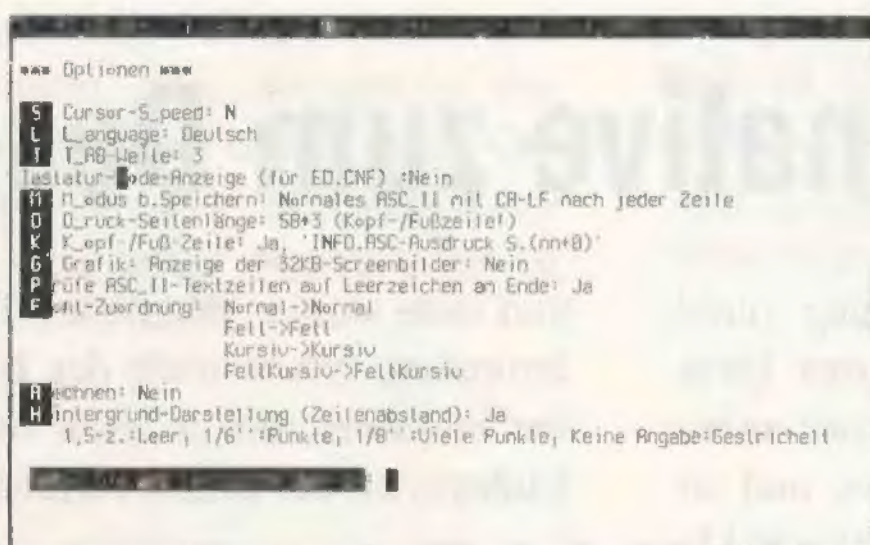 *** Optionen ***
S Cursor-S_peed: N
L L_anguage: Deutsch
T T_AB-Weite: 3
Tastatur-Code-Anzeige (für ED.CNF) :Nein
M M_odus b.Speichern: Normales ASC_II mit CR-LF nach jeder Zeile
D D_ruck-Seitenlänge: 58+3 (Kopf-/Fußzeile!)
K K_opf-/Fuß-Zeile: Ja, 'INFO.ASC-Ausdruck S.(nn+0)'
G Grafik: Anzeige der 32KB-Screenbilder: Nein
Prüfe ASC_II-Textzeilen auf Leerzeichen an Ende: Ja
Font-Zuordnung: Normal->Normal
Fett->Fett
Kursiv->Kursiv
FettKursiv->FettKursiv
Rechnen: Nein
Hintergrund-Darstellung (Zeilenabstand): Ja
1,5-z.:Leer, 1/6'':Punkte, 1/8'':Viele Punkte, Keine Angabe:Gestrichelt